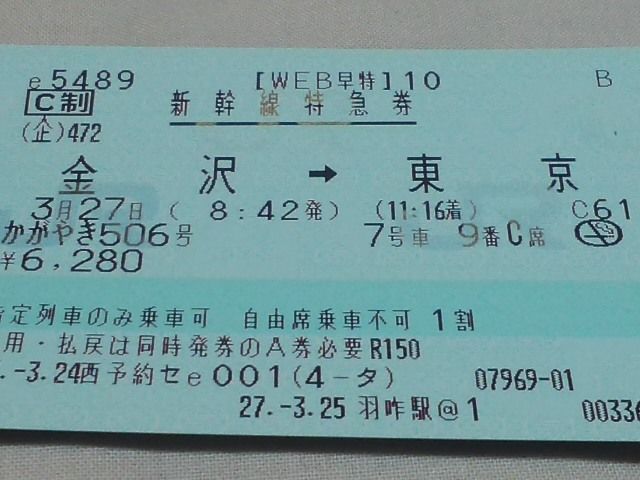 e5489 [WEB早特]10 B
C制 新幹線特急券
(企)472
金沢 → 東京
3月27日( 8:42発) (11:16着) C61
かがやき506号 7号車 9番C席
¥6,280
指定列車のみ乗車可 自由席乗車不可 1割
用・払戻は同時発券のA券必要R150
.-3.24西予約セe001(4-タ) 07969-01
27.-3.25 羽咋駅@1 00336